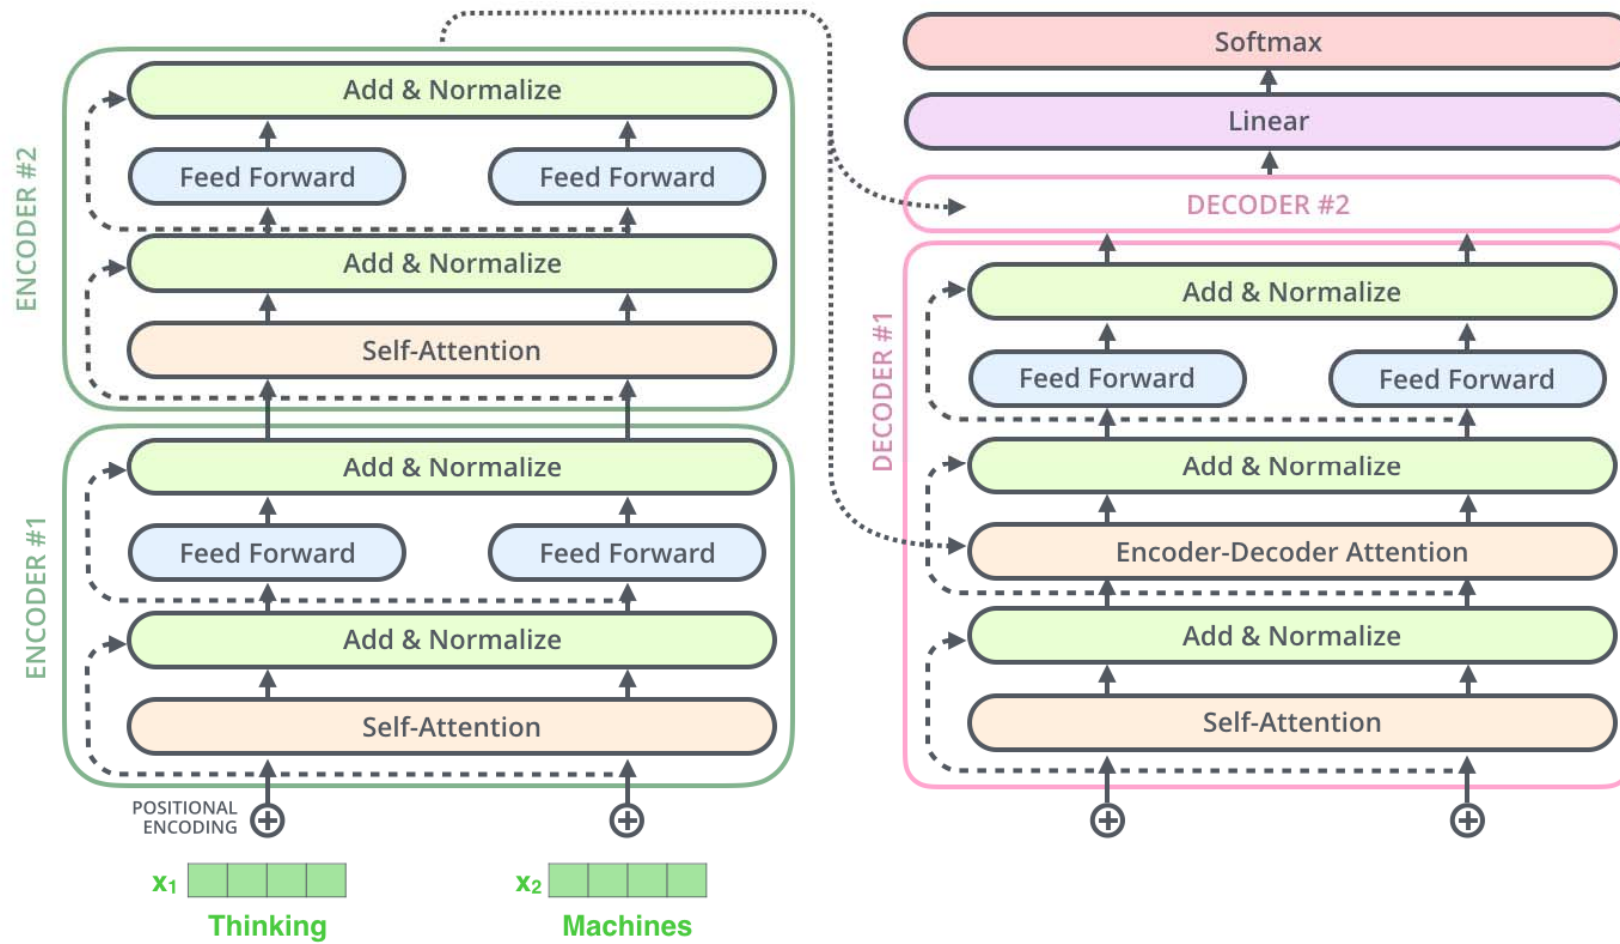 ENCODER #2
Add & Normalize
Feed Forward
Feed Forward
Add & Normalize
Self-Attention
ENCODER #1
Add & Normalize
Feed Forward
Feed Forward
Add & Normalize
Self-Attention
POSITIONAL
ENCODING
x₁
x₂
Thinking
Machines
Softmax
Linear
DECODER #2
DECODER #1
Add & Normalize
Feed Forward
Feed Forward
Add & Normalize
Encoder-Decoder Attention
Add & Normalize
Self-Attention